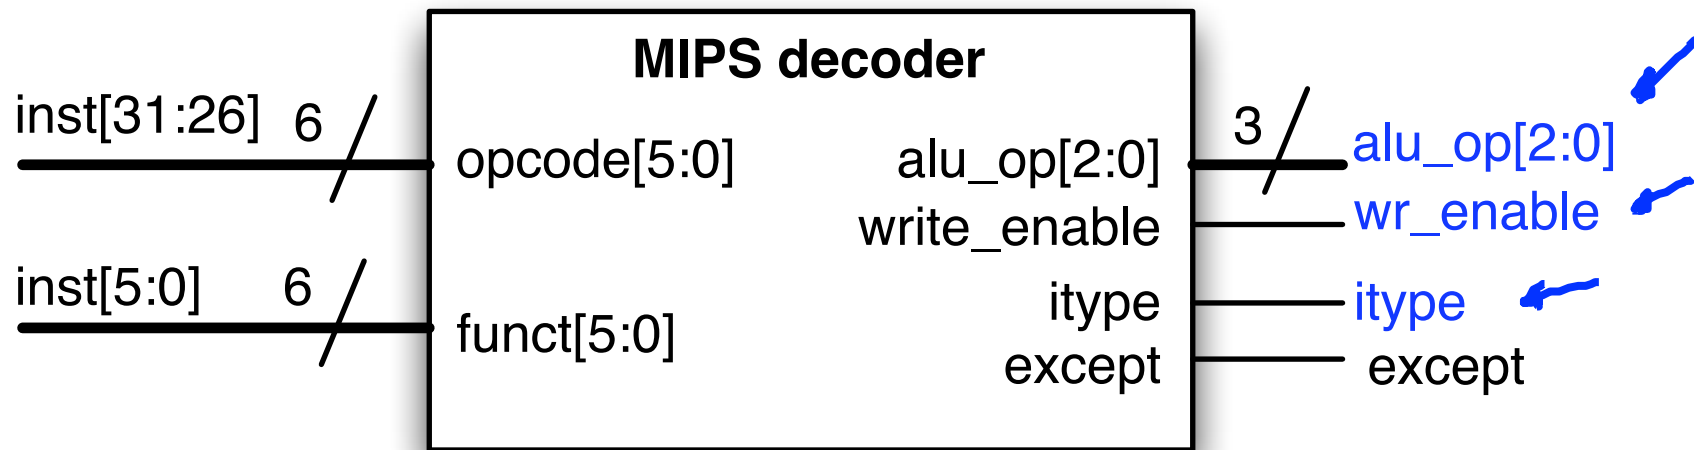 MIPS decoder
inst[31:26] 6 opcode[5:0] alu_op[2:0] 3 alu_op[2:0]
write_enable wr_enable
inst[5:0] 6 funct[5:0] itype itype
except except